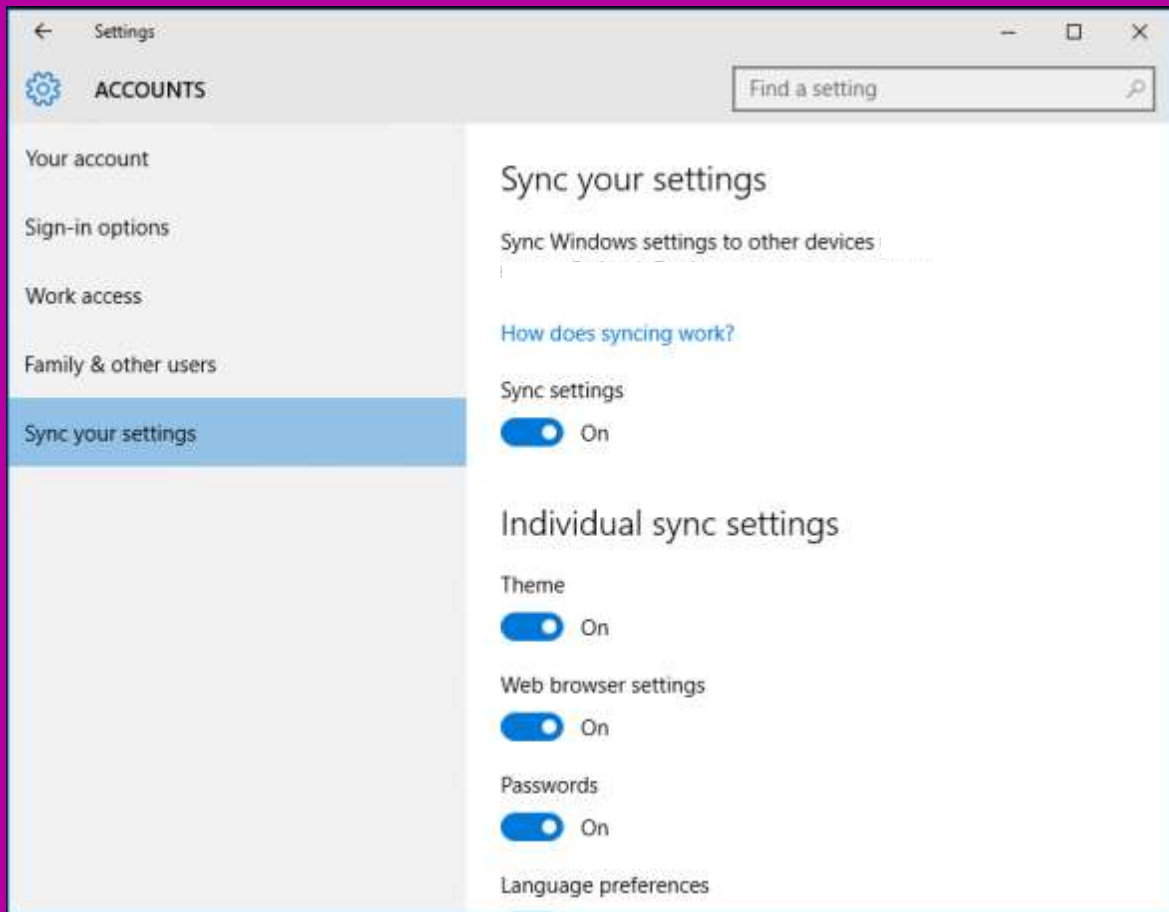 Settings
ACCOUNTS
Find a setting
Your account
Sign-in options
Work access
Family & other users
Sync your settings
Sync your settings
Sync Windows settings to other devices
How does syncing work?
Sync settings
On
Individual sync settings
Theme
On
Web browser settings
On
Passwords
On
Language preferences